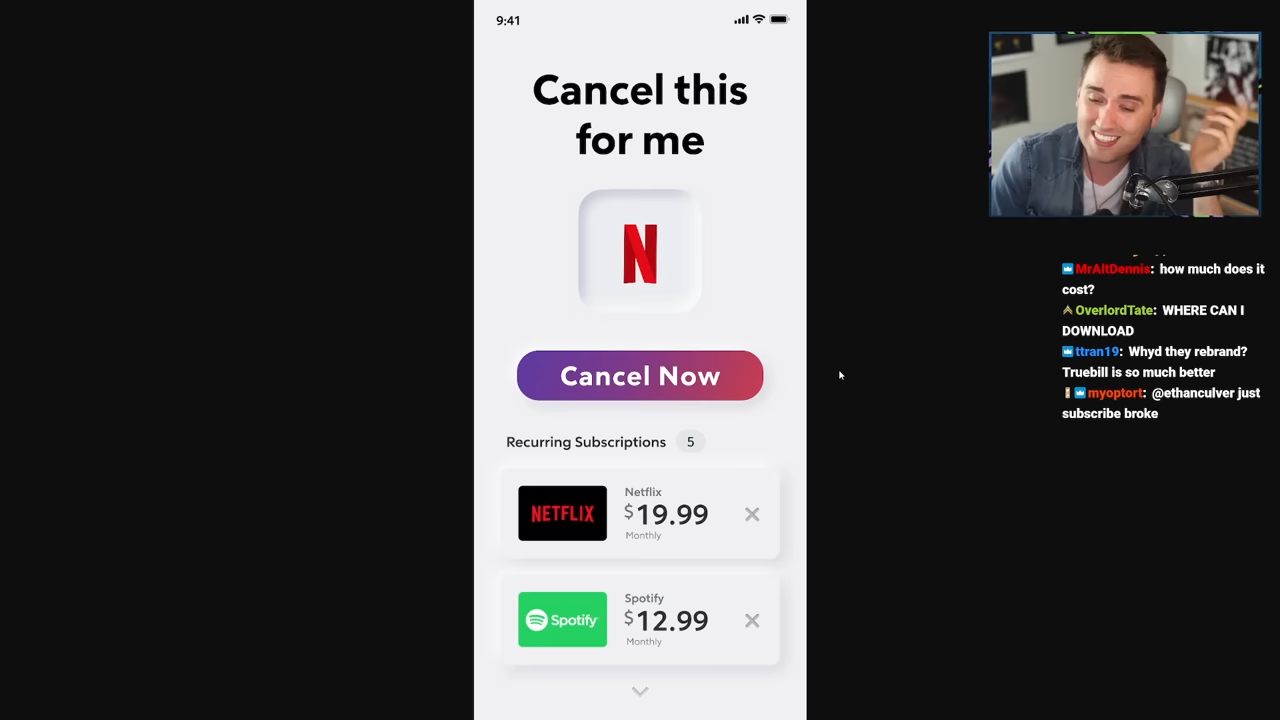 9:41
Cancel this
for me
N
Cancel Now
Recurring Subscriptions 5
NETFLIX
Netflix
$19.99
Monthly
Spotify
Spotify
$12.99
Monthly
MrAltDennis: how much does it
cost?
OverlordTate: WHERE CAN I
DOWNLOAD
ttran19: Whyd they rebrand?
Truebill is so much better
myoptort: @ethanculver just
subscribe broke